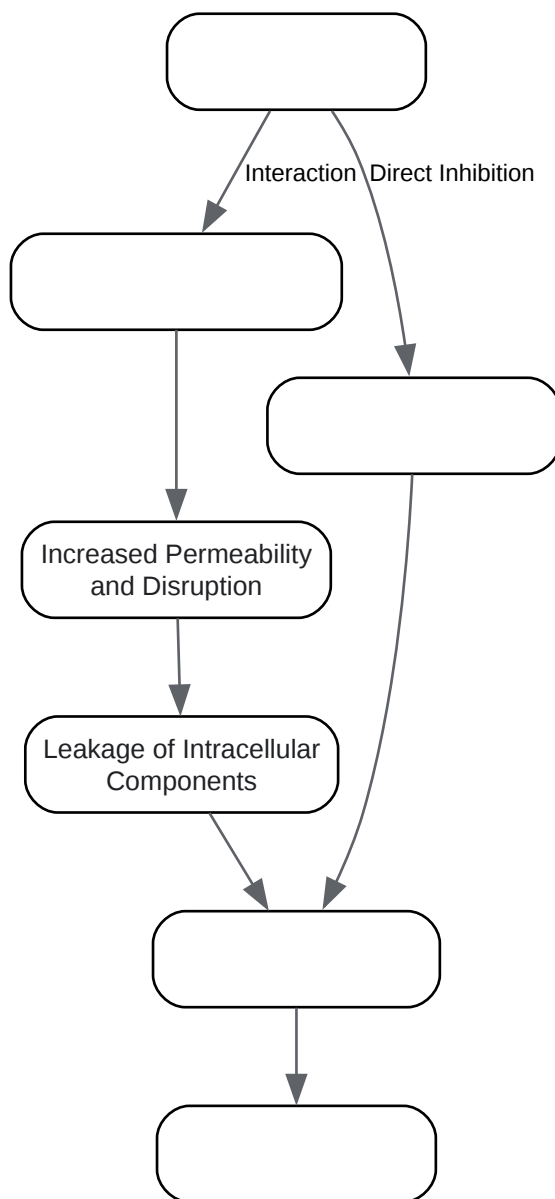 Interaction
Direct Inhibition
Increased Permeability
and Disruption
Leakage of Intracellular
Components